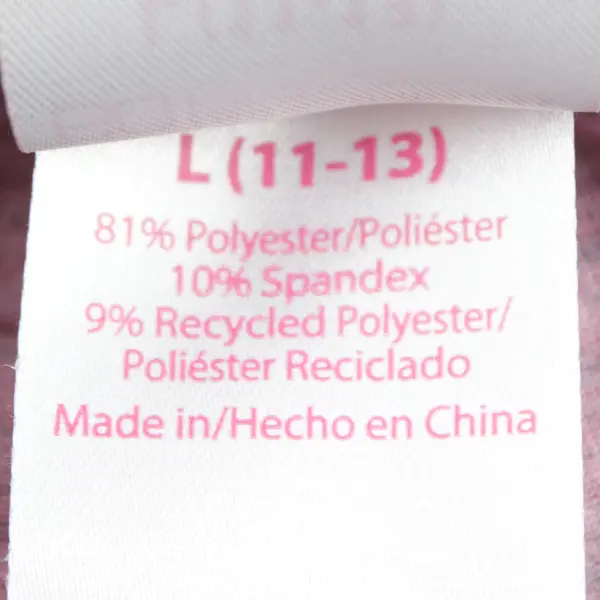 L (11-13)
81% Polyester/Poliéster
10% Spandex
9% Recycled Polyester/
Poliéster Reciclado
Made in/Hecho en China